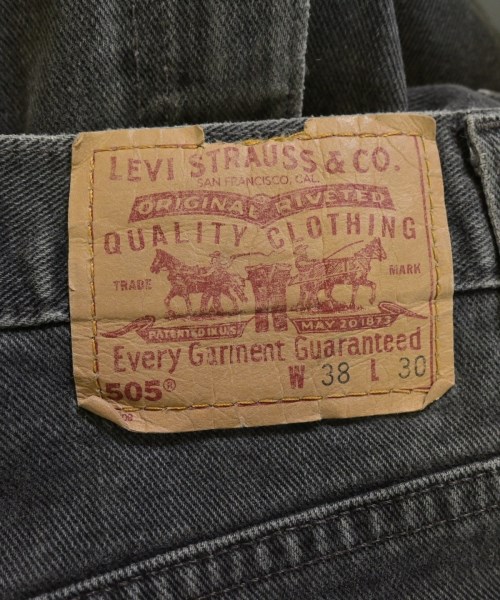 LEVI STRAUSS & CO.
SAN FRANCISCO, CAL.
ORIGINAL RIVETED
QUALITY CLOTHING
TRADE MARK
PATENTED IN U.S. MAY 20 1873
Every Garment Guaranteed
505® W 38 L 30